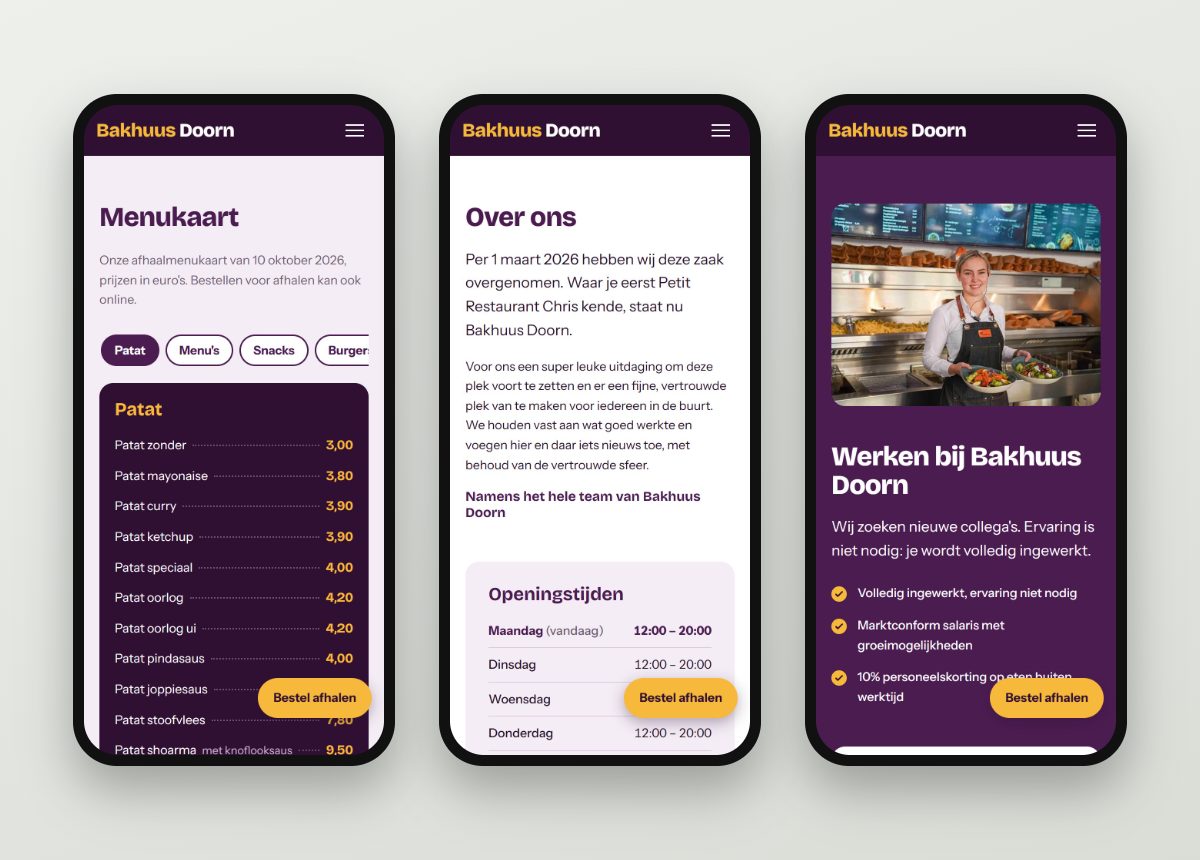 Bakhuus Doorn
Menukaart
Onze afhaalmenukaart van 10 oktober 2026,
prijzen in euro's. Bestellen voor afhalen kan ook
online.
Patat
Menu's
Snacks
Burgers
Patat
Patat zonder 3,00
Patat mayonaise 3,80
Patat curry 3,90
Patat ketchup 3,90
Patat speciaal 4,00
Patat oorlog 4,20
Patat oorlog ui 4,20
Patat pindasaus 4,00
Patat joppiesaus
Patat stoofvlees 7,80
Patat shoarma met knoflooksaus 9,50
Bestel afhalen
Bakhuus Doorn
Over ons
Per 1 maart 2026 hebben wij deze zaak
overgenomen. Waar je eerst Petit
Restaurant Chris kende, staat nu
Bakhuus Doorn.
Voor ons een super leuke uitdaging om deze
plek voort te zetten en er een fijne, vertrouwde
plek van te maken voor iedereen in de buurt.
We houden vast aan wat goed werkte en
voegen hier en daar iets nieuws toe, met
behoud van de vertrouwde sfeer.
Namens het hele team van Bakhuus
Doorn
Openingstijden
Maandag (vandaag) 12:00 – 20:00
Dinsdag 12:00 – 20:00
Woensdag
Donderdag 12:00 – 20:00
Bestel afhalen
Bakhuus Doorn
Werken bij Bakhuus
Doorn
Wij zoeken nieuwe collega's. Ervaring is
niet nodig: je wordt volledig ingewerkt.
Volledig ingewerkt, ervaring niet nodig
Marktconform salaris met
groeimogelijkheden
10% personeelskorting op eten buiten
werktijd
Bestel afhalen